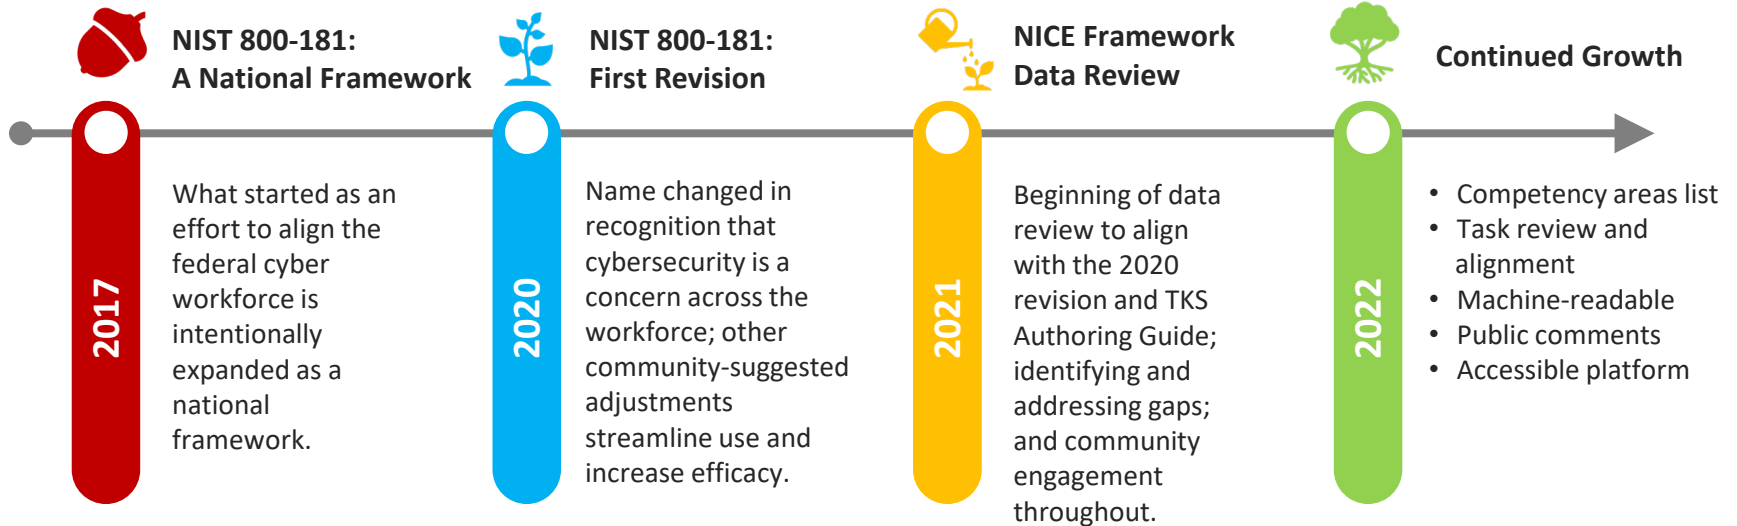 NIST 800-181:
A National Framework
2017
What started as an
effort to align the
federal cyber
workforce is
intentionally
expanded as a
national
framework.
NIST 800-181:
First Revision
2020
Name changed in
recognition that
cybersecurity is a
concern across the
workforce; other
community-suggested
adjustments
streamline use and
increase efficacy.
NICE Framework
Data Review
2021
Beginning of data
review to align
with the 2020
revision and TKS
Authoring Guide;
identifying and
addressing gaps;
and community
engagement
throughout.
Continued Growth
2022
• Competency areas list
• Task review and
alignment
• Machine-readable
• Public comments
• Accessible platform